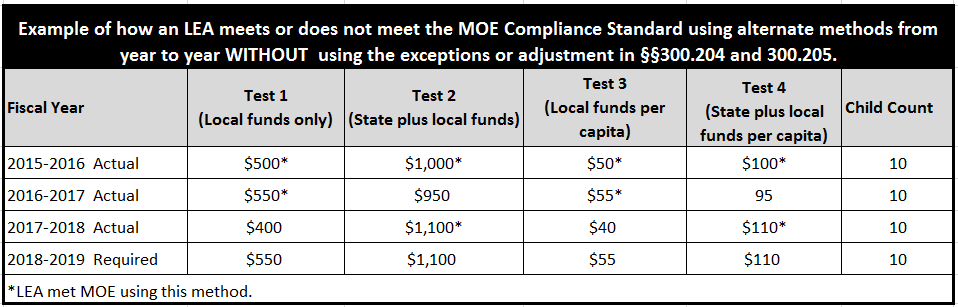 Example of how an LEA meets or does not meet the MOE Compliance Standard using alternate methods from
year to year WITHOUT using the exceptions or adjustment in §§300.204 and 300.205.
Fiscal Year
Test 1
(Local funds only)
Test 2
(State plus local funds)
Test 3
(Local funds per
capita)
Test 4
(State plus local
funds per capita)
Child Count
2015-2016 Actual $500* $1,000* $50* $100* 10
2016-2017 Actual $550* $950 $55* 95 10
2017-2018 Actual $400 $1,100* $40 $110* 10
2018-2019 Required $550 $1,100 $55 $110 10
*LEA met MOE using this method.